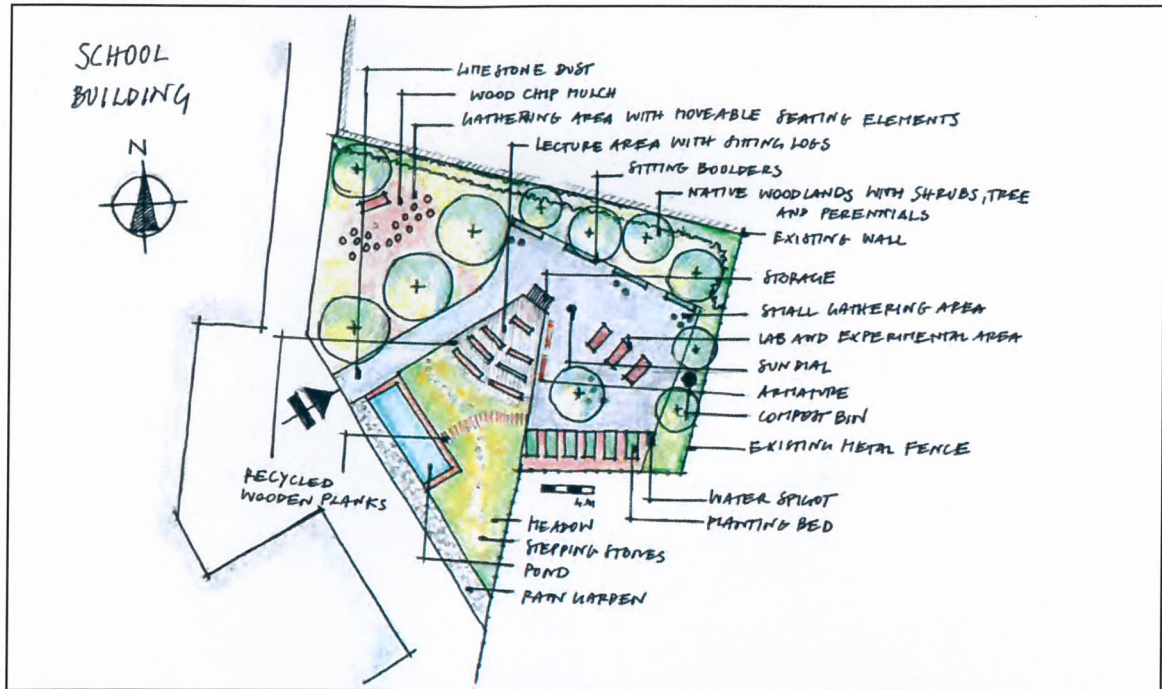 SCHOOL
BUILDING
N
LIMESTONE DUST
WOOD CHIP MULCH
GATHERING AREA WITH MOVEABLE SEATING ELEMENTS
LECTURE AREA WITH SITTING LOGS
SITTING BOOLDERS
NATIVE WOODLANDS WITH SHRUBS, TREE
AND PERENNIALS
EXISTING WALL
STORAGE
SMALL GATHERING AREA
LAB AND EXPERIMENTAL AREA
SUN DIAL
ARMATURE
COMPOST BIN
EXISTING METAL FENCE
RECYCLED
WOODEN PLANKS
4 M
WATER SPIGOT
PLANTING BED
MEADOW
STEPPING STONES
POND
RAIN GARDEN